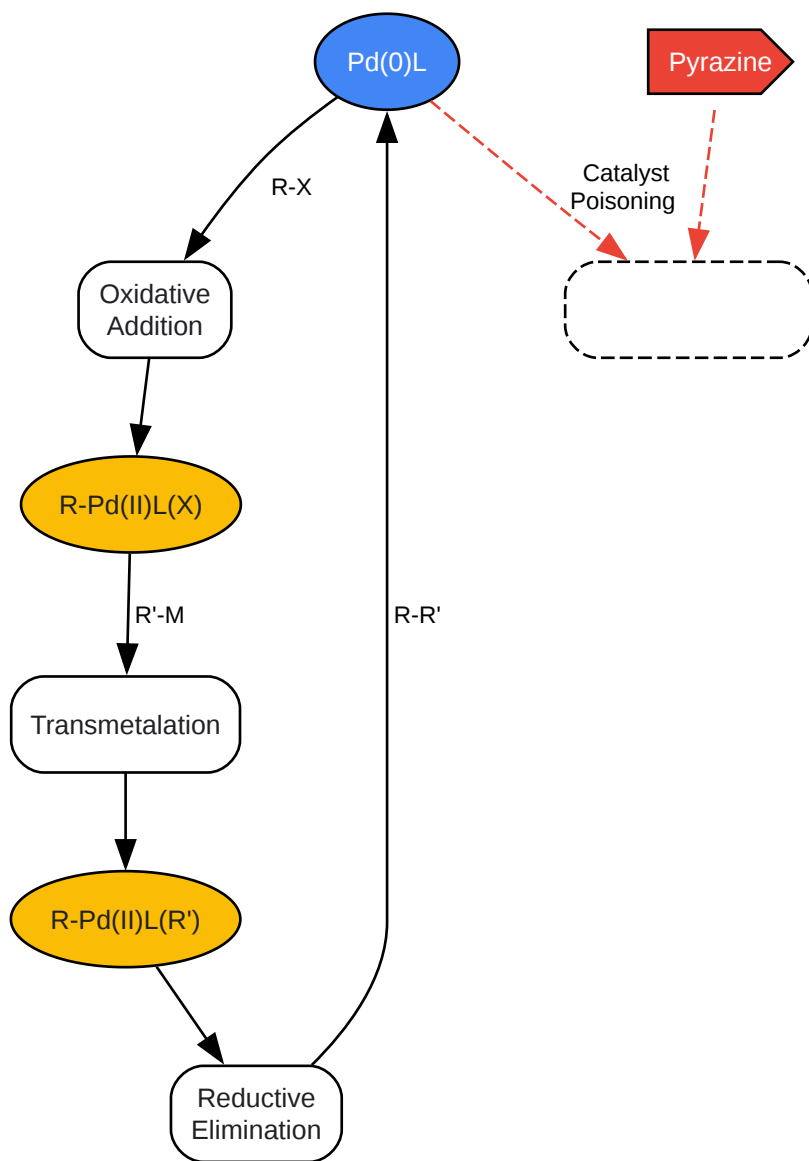 Pd(0)L
Pyrazine
R-X
Catalyst
Poisoning
Oxidative
Addition
R-Pd(II)L(X)
R'-M
R-R'
Transmetalation
R-Pd(II)L(R')
Reductive
Elimination